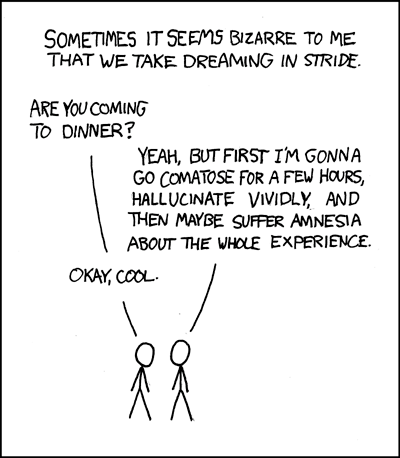 SOMETIMES IT SEEMS BIZARRE TO ME
THAT WE TAKE DREAMING IN STRIDE.
ARE YOU COMING
TO DINNER?
YEAH, BUT FIRST I'M GONNA
GO COMATOSE FOR A FEW HOURS,
HALLUCINATE VIVIDLY, AND
THEN MAYBE SUFFER AMNESIA
ABOUT THE WHOLE EXPERIENCE.
OKAY, COOL.